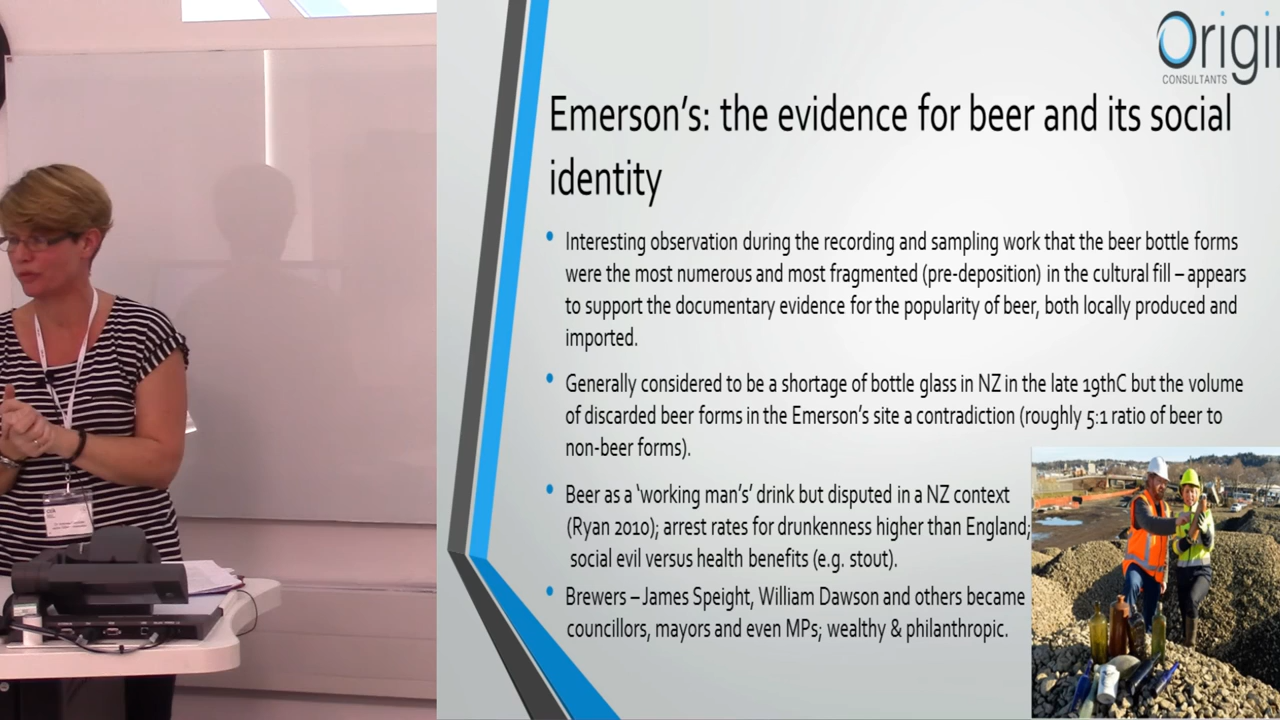 Origi
CONSULTANTS
Emerson's: the evidence for beer and its social
identity
• Interesting observation during the recording and sampling work that the beer bottle forms
were the most numerous and most fragmented (pre-deposition) in the cultural fill – appears
to support the documentary evidence for the popularity of beer, both locally produced and
imported.
• Generally considered to be a shortage of bottle glass in NZ in the late 19thC but the volume
of discarded beer forms in the Emerson's site a contradiction (roughly 5:1 ratio of beer to
non-beer forms).
• Beer as a 'working man's' drink but disputed in a NZ context
(Ryan 2010); arrest rates for drunkenness higher than England;
social evil versus health benefits (e.g. stout).
• Brewers – James Speight, William Dawson and others became
councillors, mayors and even MPs; wealthy & philanthropic.